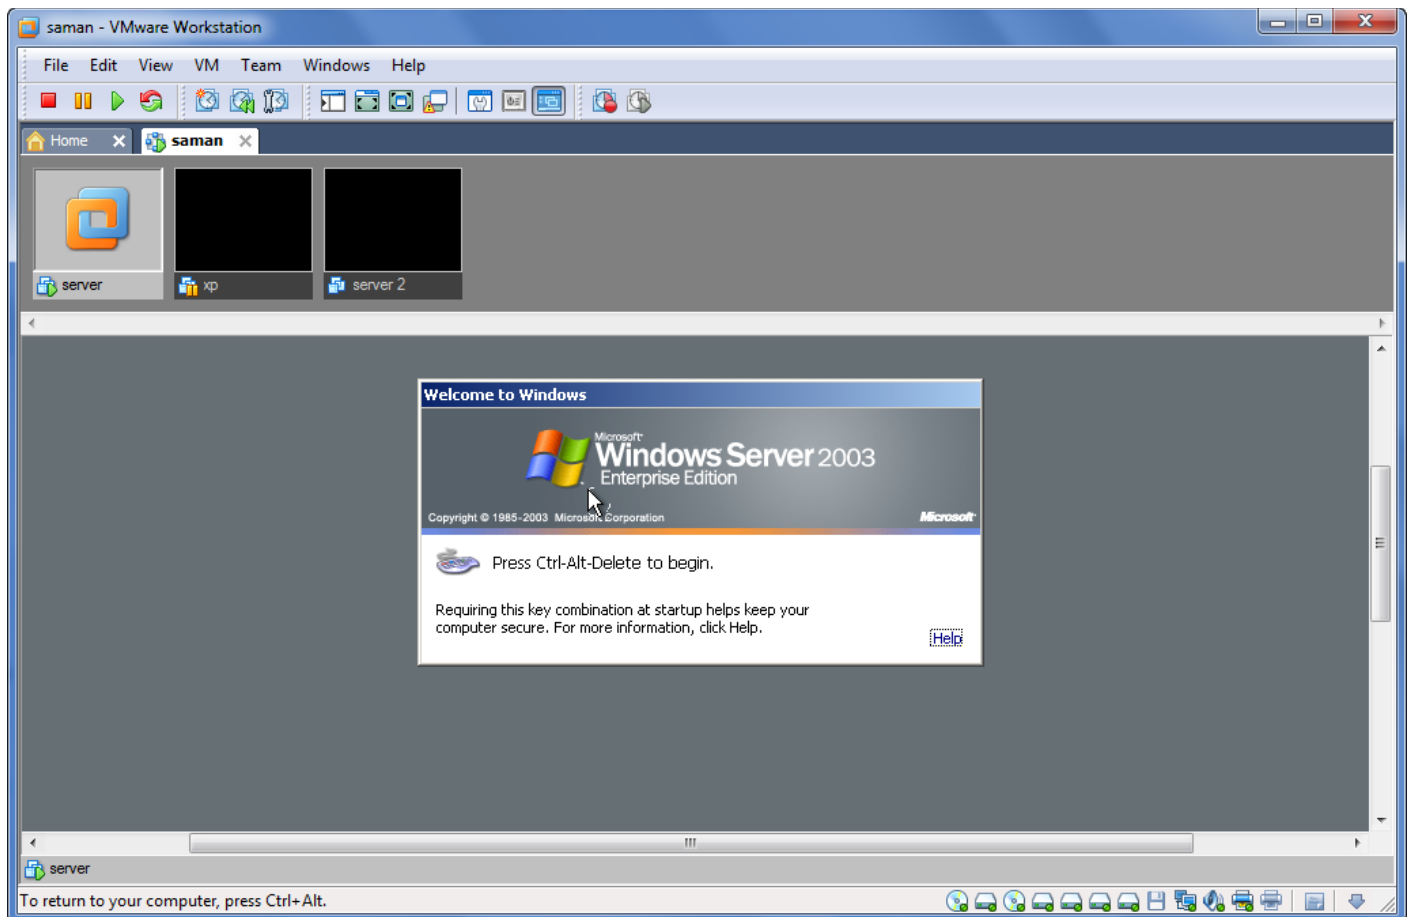 saman - VMware Workstation
File Edit View VM Team Windows Help
Home saman
server xp server 2
Welcome to Windows
Microsoft
Windows Server 2003
Enterprise Edition
Copyright © 1985-2003 Microsoft Corporation Microsoft
Press Ctrl-Alt-Delete to begin.
Requiring this key combination at startup helps keep your
computer secure. For more information, click Help.
Help
server
To return to your computer, press Ctrl+Alt.